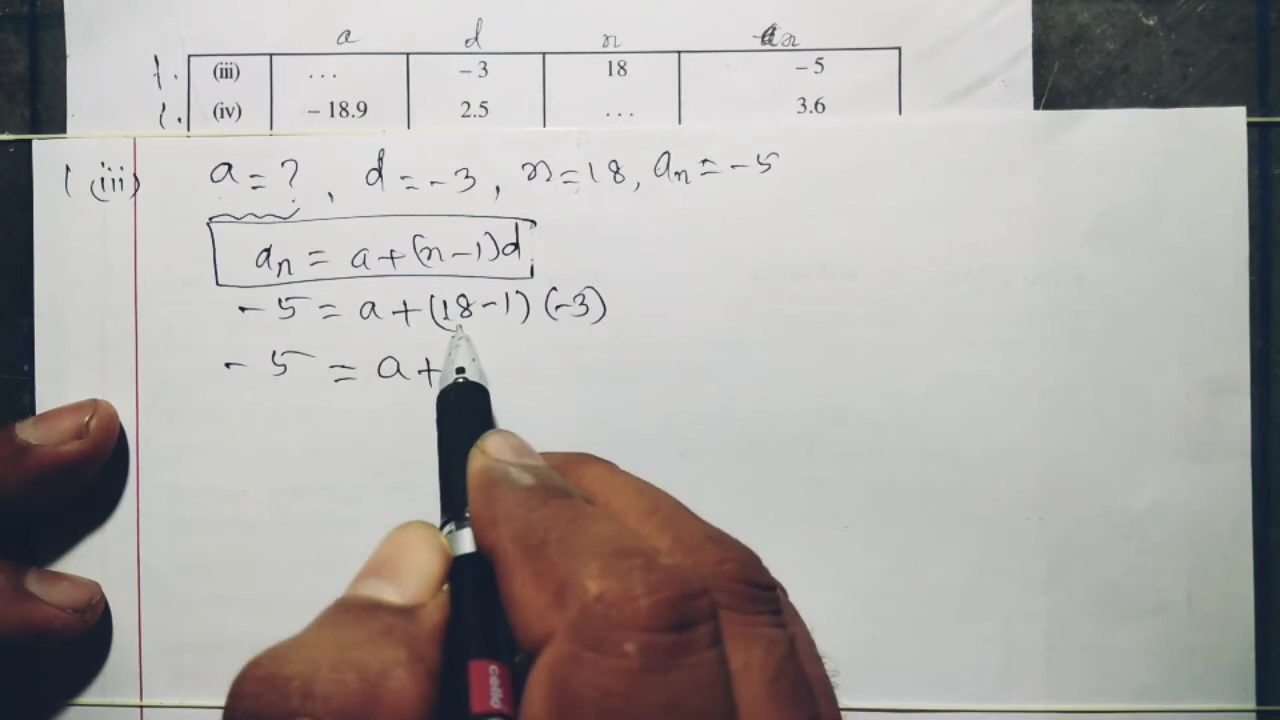 a d n an
1. (iii) ... – 3 18 – 5
2. (iv) – 18.9 2.5 ... 3.6
1 (iii) a = ? , d = -3 , n = 18, an = -5
an = a + (n-1)d
-5 = a + (18-1) (-3)
-5 = a +
cello